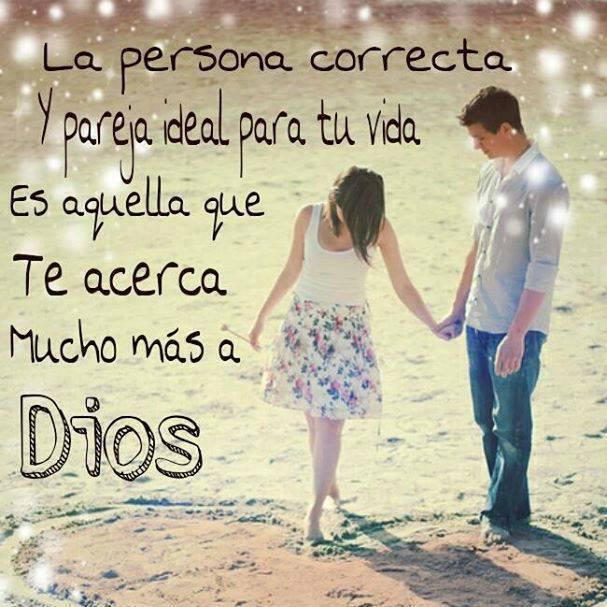 La persona correcta
Y pareja ideal para tu vida
Es aquella que
Te acerca
Mucho más a
Dios